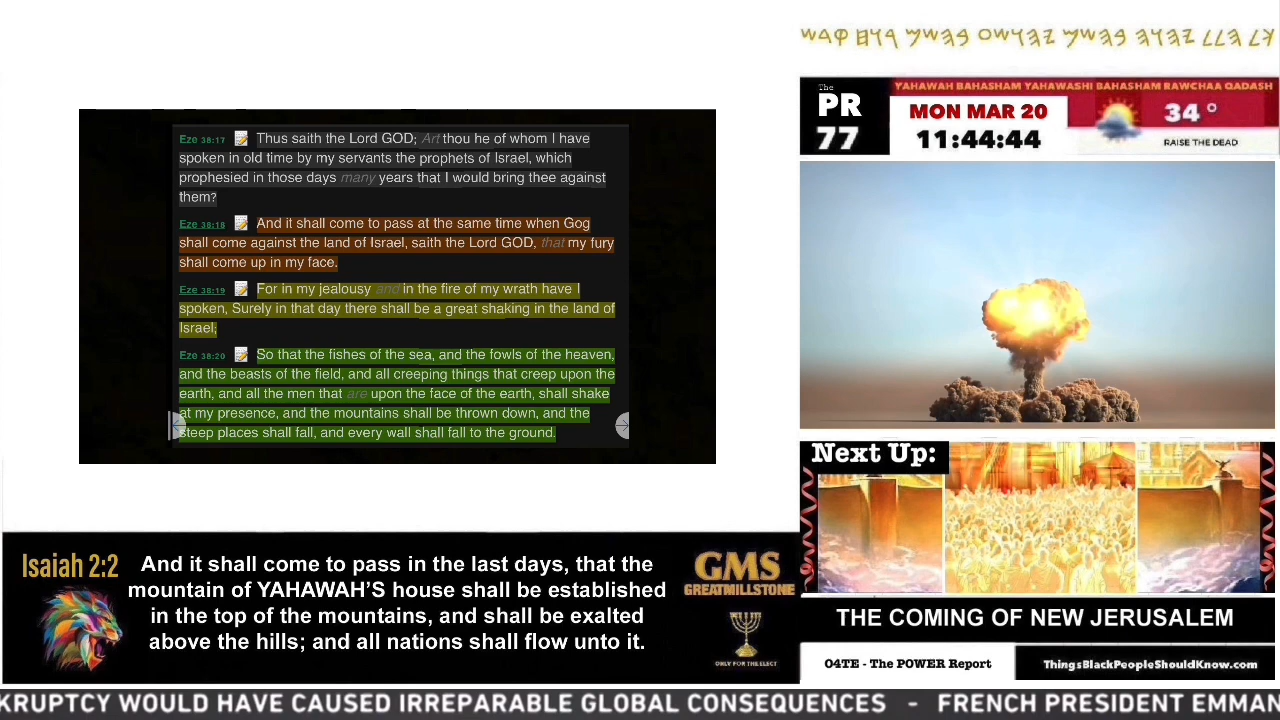 Eze 38:17 Thus saith the Lord GOD; Art thou he of whom I have
spoken in old time by my servants the prophets of Israel, which
prophesied in those days many years that I would bring thee against
them?
Eze 38:18 And it shall come to pass at the same time when Gog
shall come against the land of Israel, saith the Lord GOD, that my fury
shall come up in my face.
Eze 38:19 For in my jealousy and in the fire of my wrath have I
spoken, Surely in that day there shall be a great shaking in the land of
Israel;
Eze 38:20 So that the fishes of the sea, and the fowls of the heaven,
and the beasts of the field, and all creeping things that creep upon the
earth, and all the men that are upon the face of the earth, shall shake
at my presence, and the mountains shall be thrown down, and the
steep places shall fall, and every wall shall fall to the ground.
YAHAWAH BAHASHAM YAHAWASHI BAHASHAM RAWCHAA QADASH
The
PR
77
MON MAR 20
11:44:44
34°
RAISE THE DEAD
Next Up:
THE COMING OF NEW JERUSALEM
04TE - The POWER Report
ThingsBlackPeopleShouldKnow.com
Isaiah 2:2
And it shall come to pass in the last days, that the
mountain of YAHAWAH'S house shall be established
in the top of the mountains, and shall be exalted
above the hills; and all nations shall flow unto it.
GMS
GREATMILLSTONE
ONLY FOR THE ELECT
KRUPTCY WOULD HAVE CAUSED IRREPARABLE GLOBAL CONSEQUENCES - FRENCH PRESIDENT EMMAN